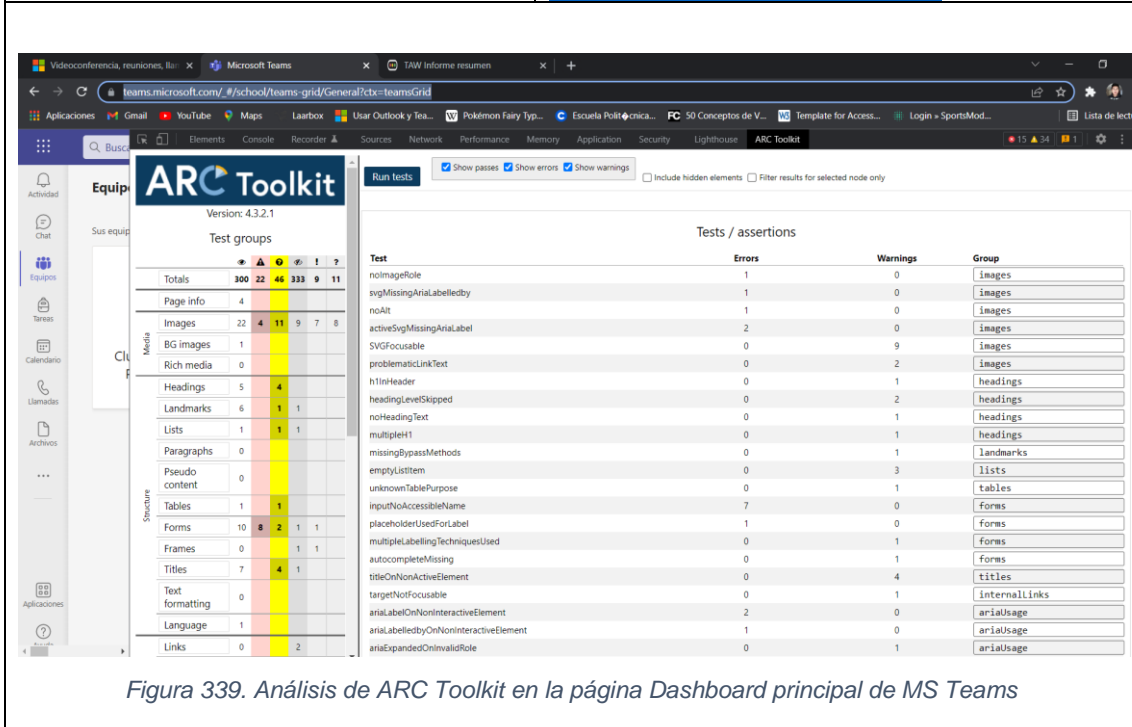 Videoconferencia, reuniones, lla Microsoft Teams TAW Informe resumen
teams.microsoft.com/_#/school/teams-grid/General?ctx=teamsGrid
Aplicaciones Gmail YouTube Maps Laarbox Usar Outlook y Tea... Pokémon Fairy Typ... Escuela Polit�cnica... 50 Conceptos de V... Template for Access... Login » SportsMod... Lista de lect
Elements Console Recorder Sources Network Performance Memory Application Security Lighthouse ARC Toolkit 15 34 1
Busca
Actividad
Chat
Equipos
Tareas
Calendario
Llamadas
Archivos
...
Aplicaciones
Equip
Sus equip
Clu
ARC Toolkit
Version: 4.3.2.1
Test groups
Totals 300 22 46 333 9 11
Page info 4
Media
Images 22 4 11 9 7 8
BG images 1
Rich media 0
Structure
Headings 5 4
Landmarks 6 1 1
Lists 1 1 1
Paragraphs 0
Pseudo content 0
Tables 1 1
Forms 10 8 2 1 1
Frames 0 1 1
Titles 7 4 1
Text formatting 0
Language 1
Links 0 2
Run tests Show passes Show errors Show warnings Include hidden elements Filter results for selected node only
Tests / assertions
Test Errors Warnings Group
noImageRole 1 0 images
svgMissingAriaLabelledby 1 0 images
noAlt 1 0 images
activeSvgMissingAriaLabel 2 0 images
SVGFocusable 0 9 images
problematicLinkText 0 2 images
h1InHeader 0 1 headings
headingLevelSkipped 0 2 headings
noHeadingText 0 1 headings
multipleH1 0 1 headings
missingBypassMethods 0 1 landmarks
emptyListItem 0 3 lists
unknownTablePurpose 0 1 tables
inputNoAccessibleName 7 0 forms
placeholderUsedForLabel 1 0 forms
multipleLabellingTechniquesUsed 0 1 forms
autocompleteMissing 0 1 forms
titleOnNonActiveElement 0 4 titles
targetNotFocusable 0 1 internalLinks
ariaLabelOnNonInteractiveElement 2 0 ariaUsage
ariaLabelledbyOnNonInteractiveElement 1 0 ariaUsage
ariaExpandedOnInvalidRole 0 1 ariaUsage
Figura 339. Análisis de ARC Toolkit en la página Dashboard principal de MS Teams